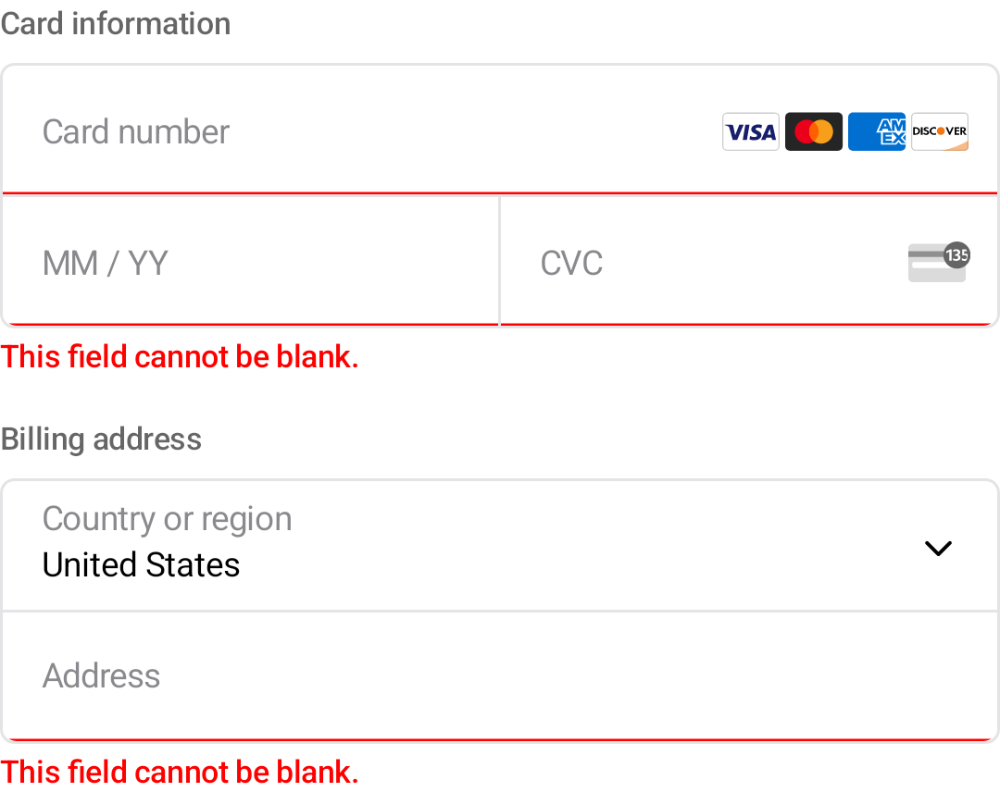 Card information
Card number VISA AMEX DISCOVER
MM / YY CVC 135
This field cannot be blank.
Billing address
Country or region
United States
Address
This field cannot be blank.